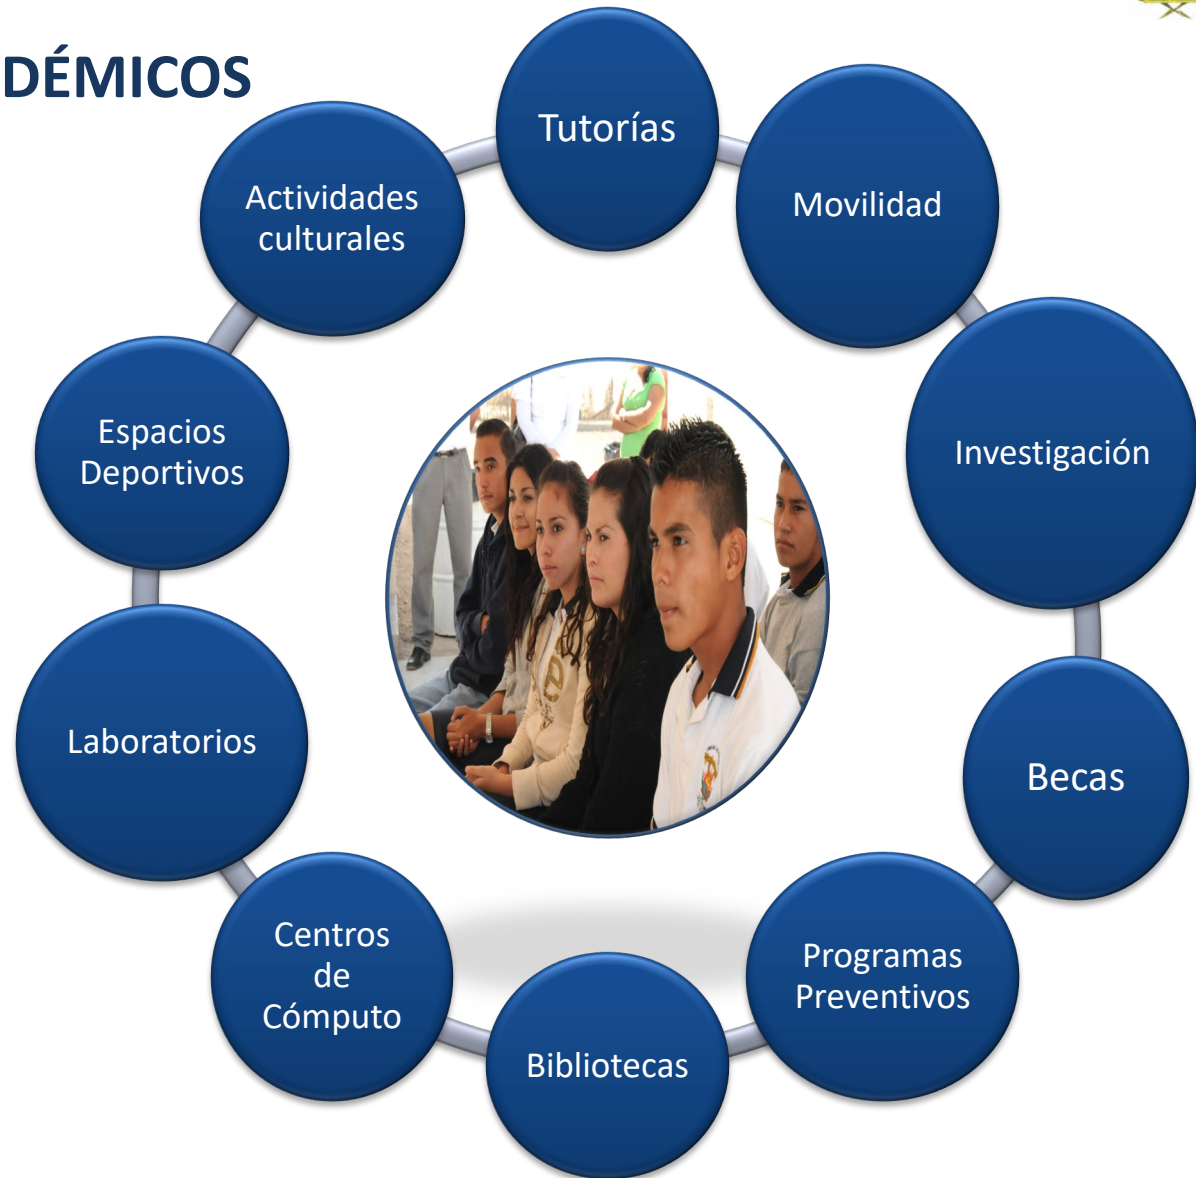 DÉMICOS
Tutorías
Movilidad
Investigación
Becas
Programas
Preventivos
Bibliotecas
Centros
de
Cómputo
Laboratorios
Espacios
Deportivos
Actividades
culturales